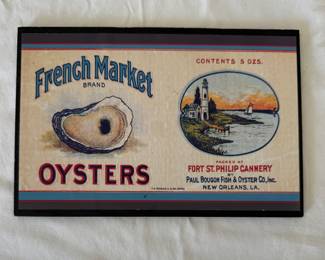 French Market
BRAND
OYSTERS
CONTENTS 5 OZS.
PACKED AT
FORT ST. PHILIP CANNERY
BY
PAUL BOUGON FISH & OYSTER CO., INC.
NEW ORLEANS, LA.